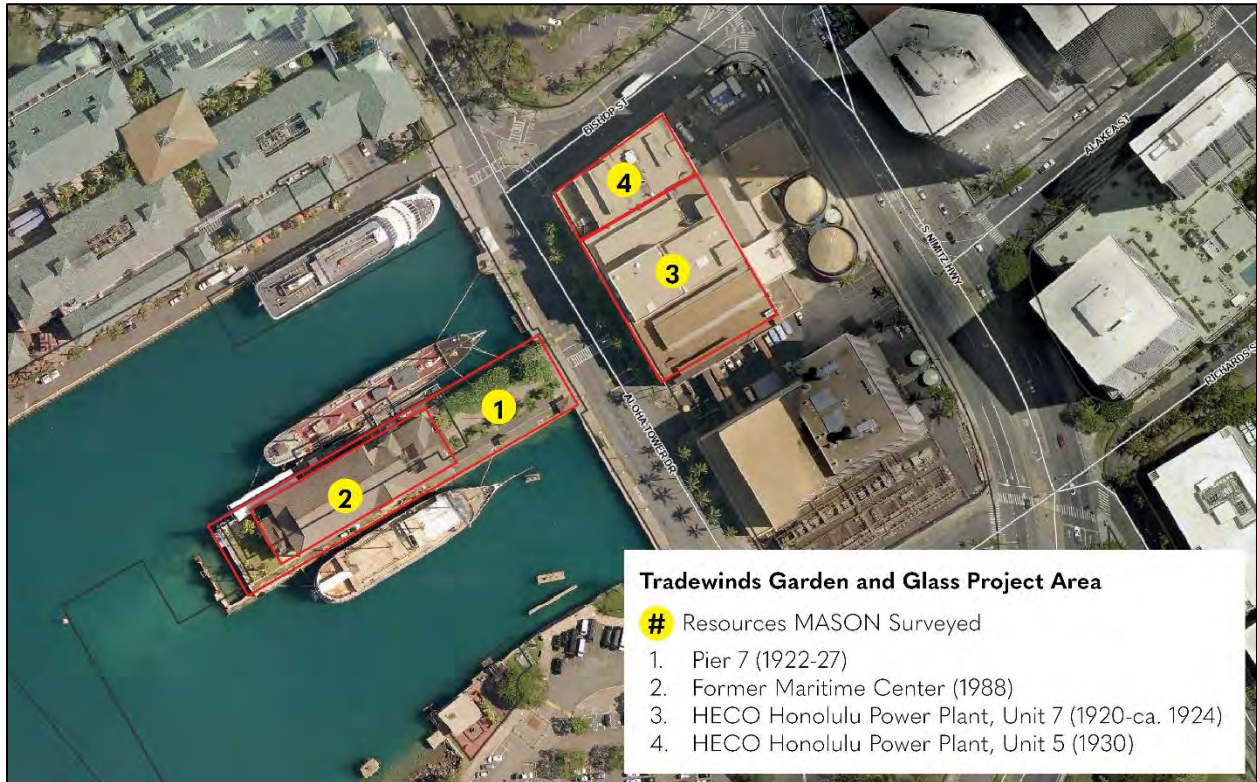 BISHOP ST
ALAKEA ST
4
S NIMITZ HWY
3
RICHARDS S
1
ALOHA TOWER DR
2
Tradewinds Garden and Glass Project Area
# Resources MASON Surveyed
1. Pier 7 (1922-27)
2. Former Maritime Center (1988)
3. HECO Honolulu Power Plant, Unit 7 (1920-ca. 1924)
4. HECO Honolulu Power Plant, Unit 5 (1930)